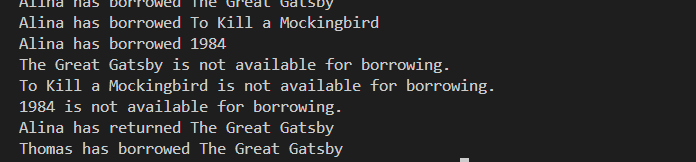 Alina has borrowed The Great Gatsby
Alina has borrowed To Kill a Mockingbird
Alina has borrowed 1984
The Great Gatsby is not available for borrowing.
To Kill a Mockingbird is not available for borrowing.
1984 is not available for borrowing.
Alina has returned The Great Gatsby
Thomas has borrowed The Great Gatsby